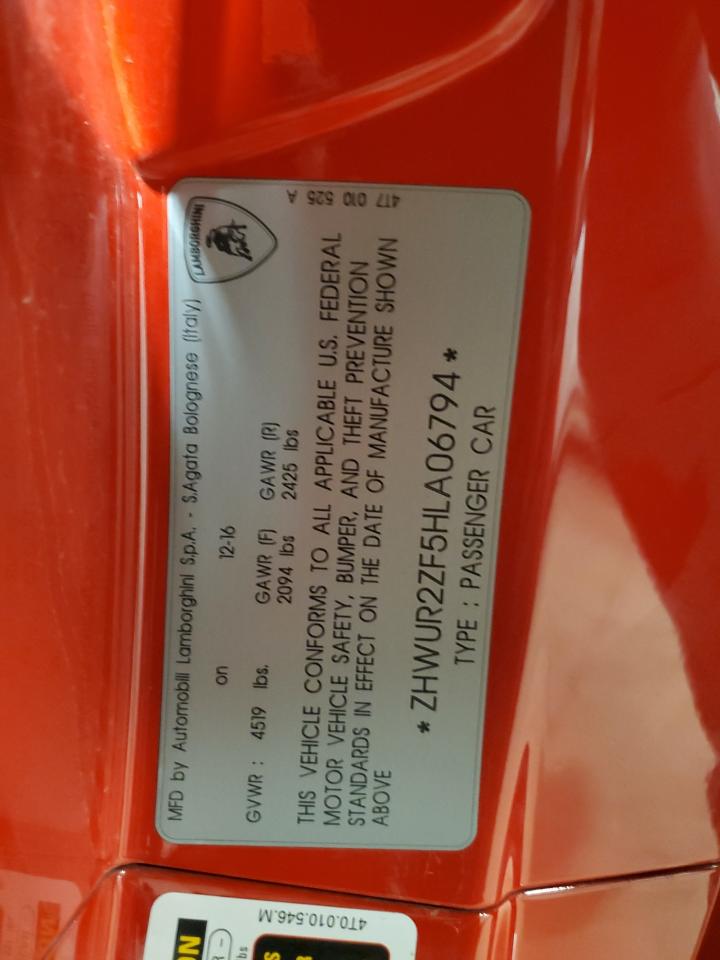 MFD by Automobili Lamborghini S.p.A. - S.Agata Bolognese (Italy)
LAMBORGHINI
on 12-16
GVWR : 4519 lbs. GAWR (F) GAWR (R)
2094 lbs 2425 lbs
THIS VEHICLE CONFORMS TO ALL APPLICABLE U.S. FEDERAL
MOTOR VEHICLE SAFETY, BUMPER, AND THEFT PREVENTION
STANDARDS IN EFFECT ON THE DATE OF MANUFACTURE SHOWN
ABOVE
*ZHWUR2ZF5HLA06794*
TYPE : PASSENGER CAR
4T7 010 525 A
4T0.010.546.M